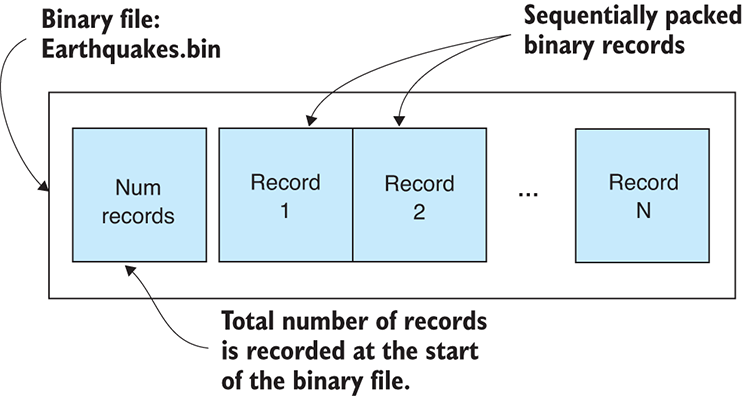 Binary file:
Earthquakes.bin
Sequentially packed
binary records
Num
records
Record
1
Record
2
...
Record
N
Total number of records
is recorded at the start
of the binary file.